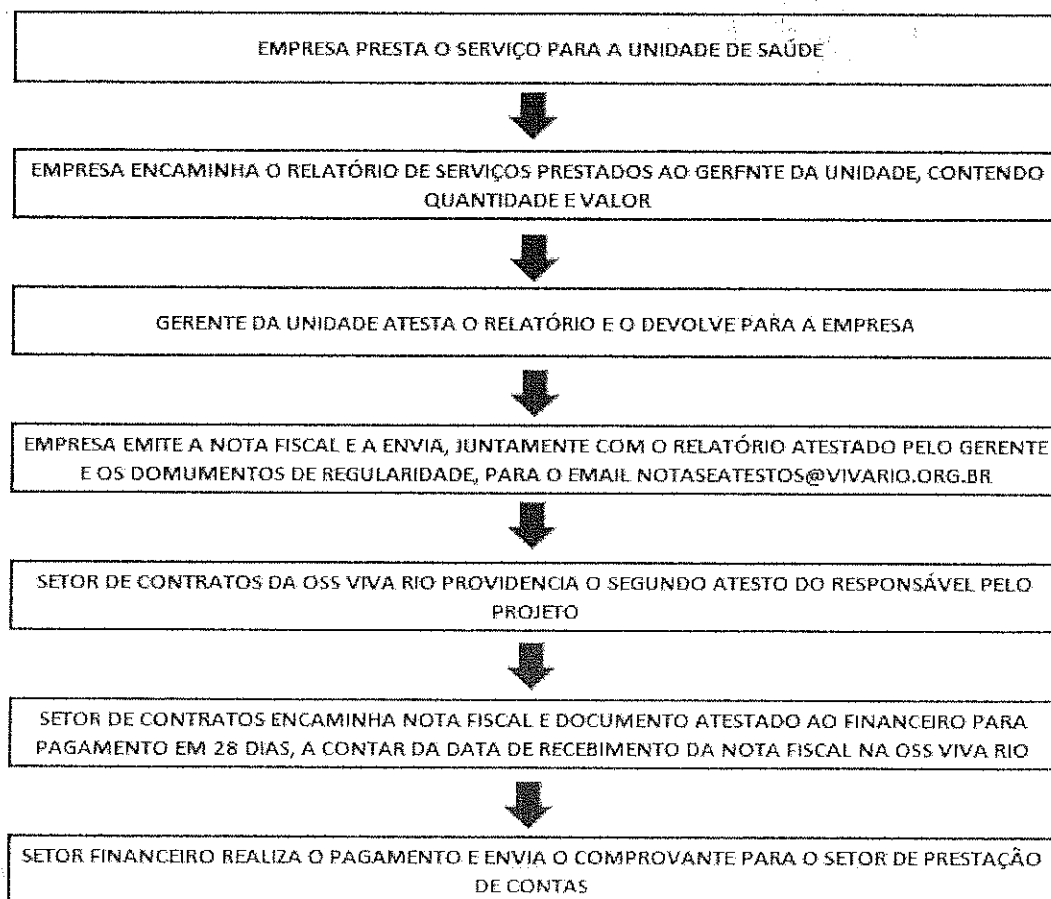 EMPRESA PRESTA O SERVIÇO PARA A UNIDADE DE SAÚDE
EMPRESA ENCAMINHA O RELATÓRIO DE SERVIÇOS PRESTADOS AO GERENTE DA UNIDADE, CONTENDO
QUANTIDADE E VALOR
GERENTE DA UNIDADE ATESTA O RELATÓRIO E O DEVOLVE PARA A EMPRESA
EMPRESA EMITE A NOTA FISCAL E A ENVIA, JUNTAMENTE COM O RELATÓRIO ATESTADO PELO GERENTE
E OS DOMUMENTOS DE REGULARIDADE, PARA O EMAIL NOTASEATESTOS@VIVARIO.ORG.BR
SETOR DE CONTRATOS DA OSS VIVA RIO PROVIDENCIA O SEGUNDO ATESTO DO RESPONSÁVEL PELO
PROJETO
SETOR DE CONTRATOS ENCAMINHA NOTA FISCAL E DOCUMENTO ATESTADO AO FINANCEIRO PARA
PAGAMENTO EM 28 DIAS, A CONTAR DA DATA DE RECEBIMENTO DA NOTA FISCAL NA OSS VIVA RIO
SETOR FINANCEIRO REALIZA O PAGAMENTO E ENVIA O COMPROVANTE PARA O SETOR DE PRESTAÇÃO
DE CONTAS